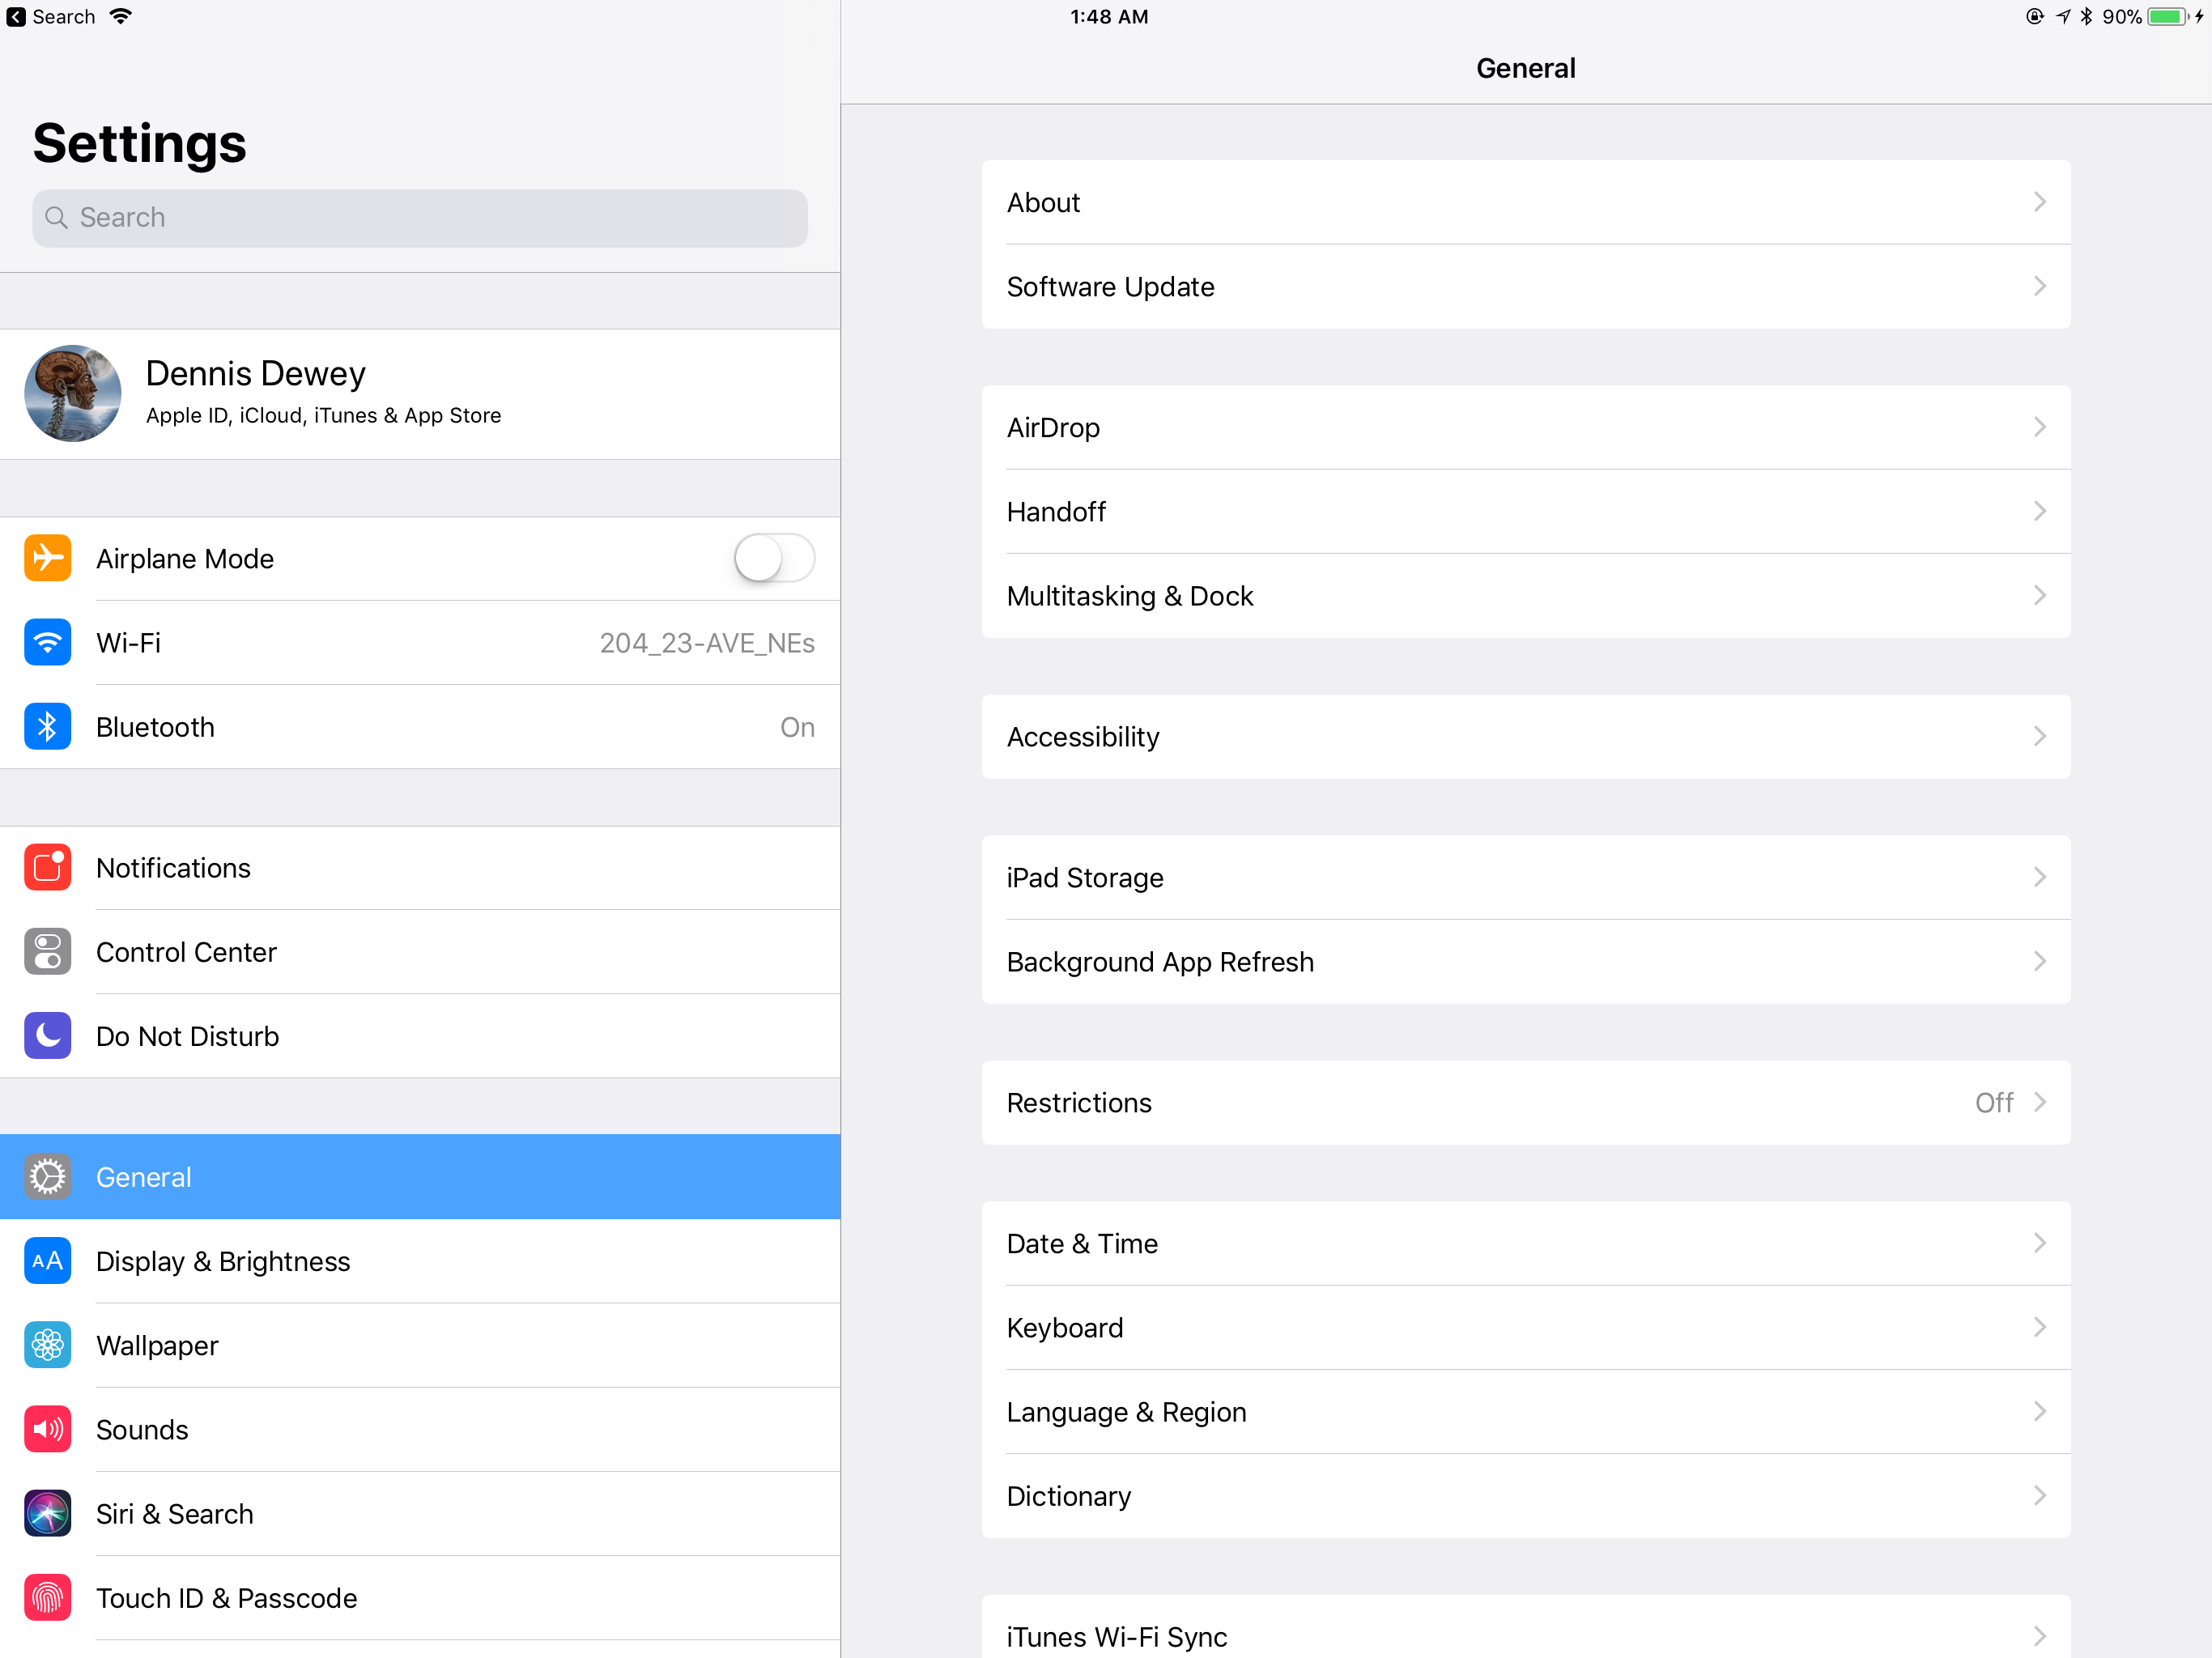 Search
1:48 AM
90%
Settings
Search
Dennis Dewey
Apple ID, iCloud, iTunes & App Store
Airplane Mode
Wi-Fi 204_23-AVE_NEs
Bluetooth On
Notifications
Control Center
Do Not Disturb
General
AA Display & Brightness
Wallpaper
Sounds
Siri & Search
Touch ID & Passcode
General
About
Software Update
AirDrop
Handoff
Multitasking & Dock
Accessibility
iPad Storage
Background App Refresh
Restrictions Off
Date & Time
Keyboard
Language & Region
Dictionary
iTunes Wi-Fi Sync